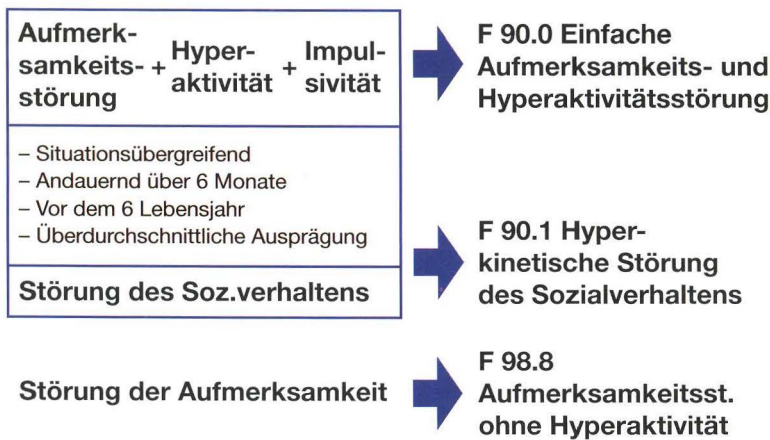 Aufmerk-
samkeits-
störung
+
Hyper-
aktivität
+
Impul-
sivität
F 90.0 Einfache
Aufmerksamkeits- und
Hyperaktivitätsstörung
– Situationsübergreifend
– Andauernd über 6 Monate
– Vor dem 6 Lebensjahr
– Überdurchschnittliche Ausprägung
Störung des Soz.verhaltens
F 90.1 Hyper-
kinetische Störung
des Sozialverhaltens
Störung der Aufmerksamkeit
F 98.8
Aufmerksamkeitsst.
ohne Hyperaktivität